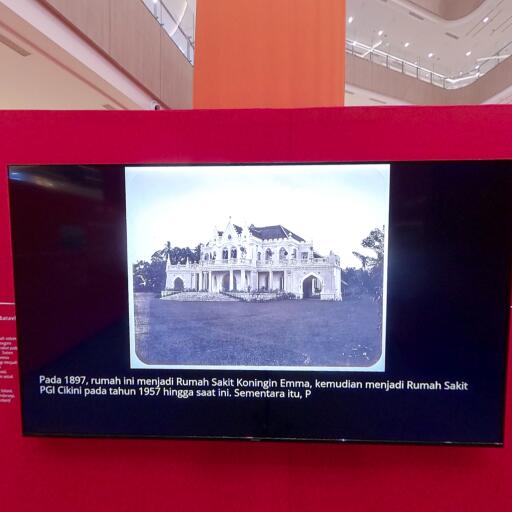 Pada 1897, rumah ini menjadi Rumah Sakit Koningin Emma, kemudian menjadi Rumah Sakit
PGI Cikini pada tahun 1957 hingga saat ini. Sementara itu, P